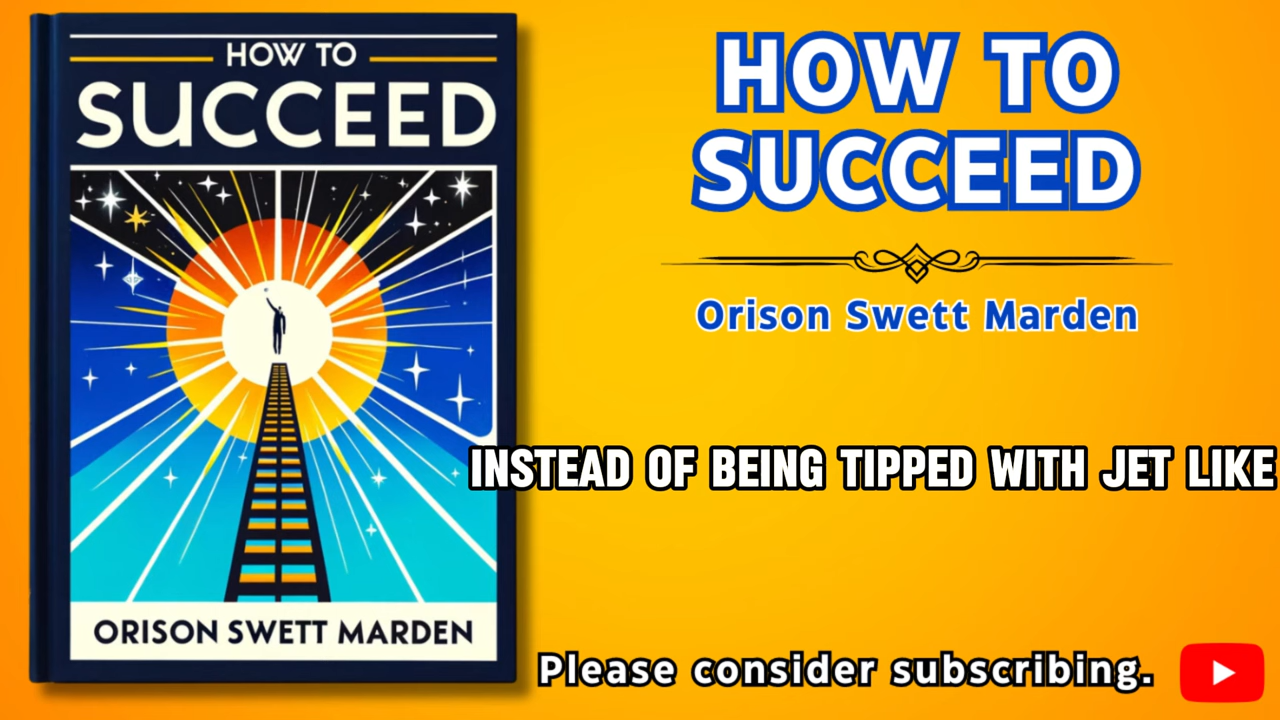 HOW TO
SUCCEED
ORISON SWETT MARDEN
HOW TO
SUCCEED
Orison Swett Marden
INSTEAD OF BEING TIPPED WITH JET LIKE
Please consider subscribing.